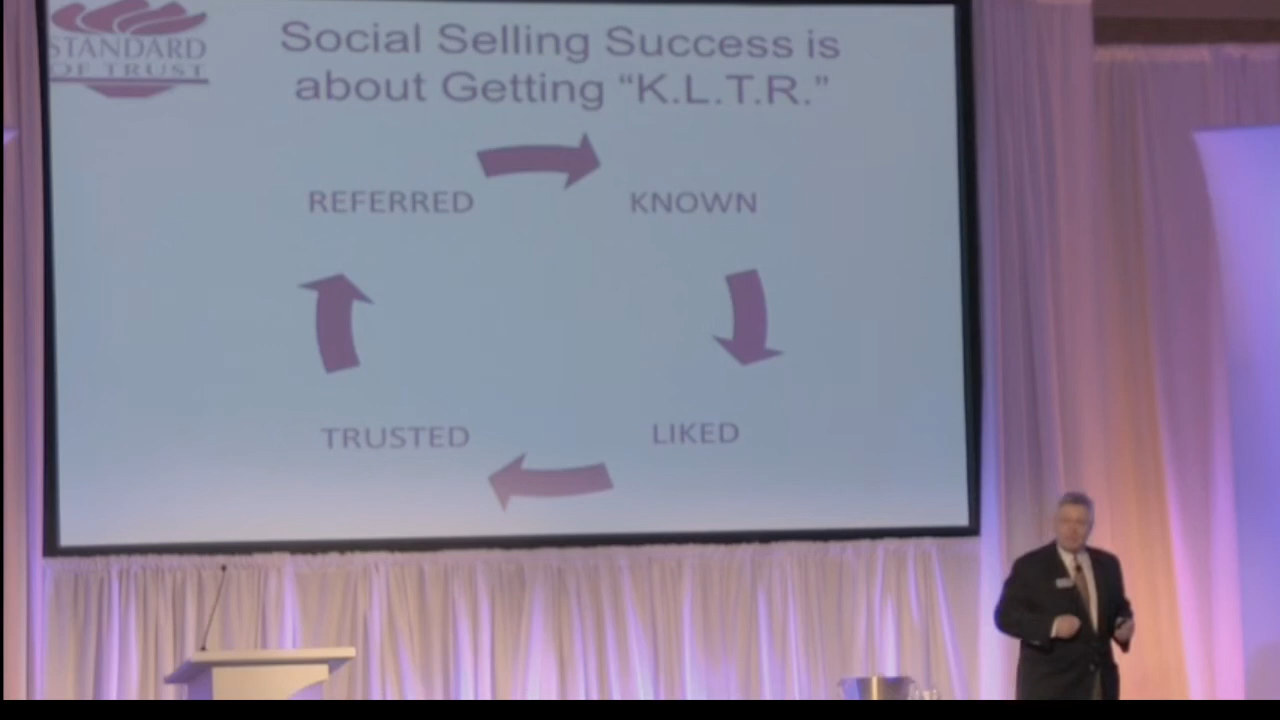 STANDARD
OF TRUST
Social Selling Success is
about Getting “K.L.T.R.”
REFERRED
KNOWN
TRUSTED
LIKED